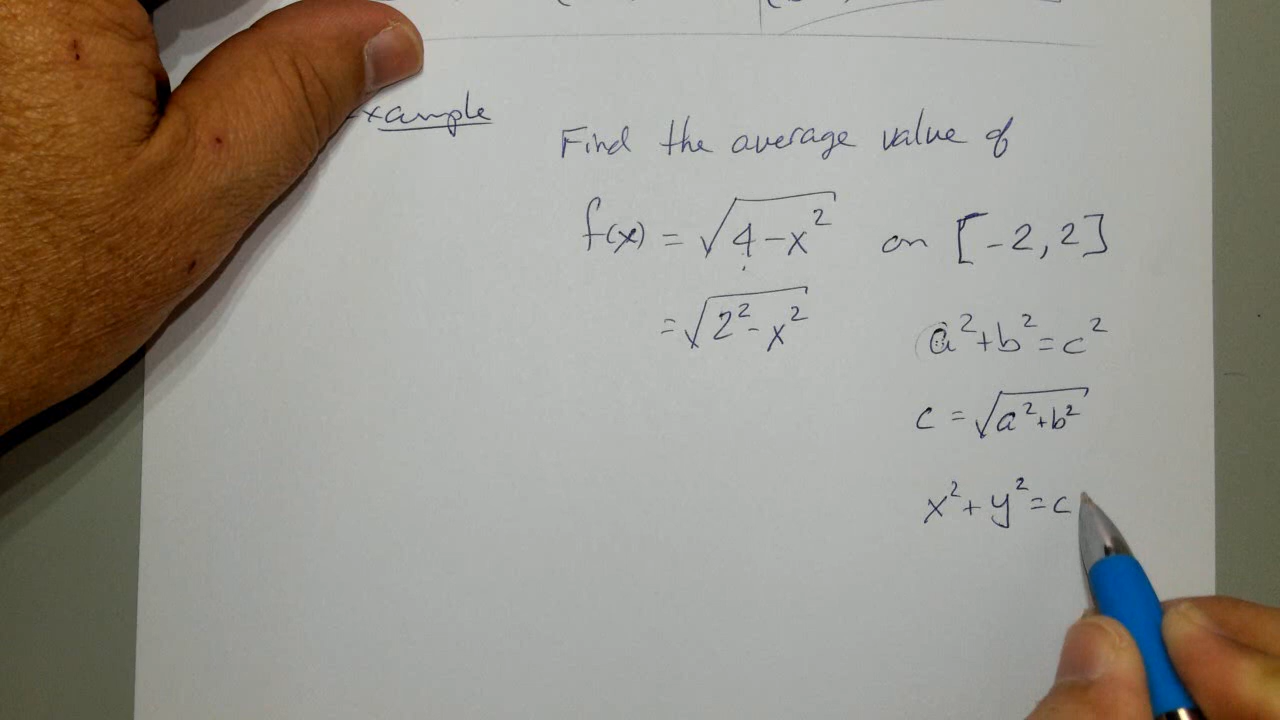 xample
Find the average value of
f(x) = √(4-x²) on [-2,2]
= √(2²-x²)
a²+b²=c²
c = √(a²+b²)
x²+y²=c